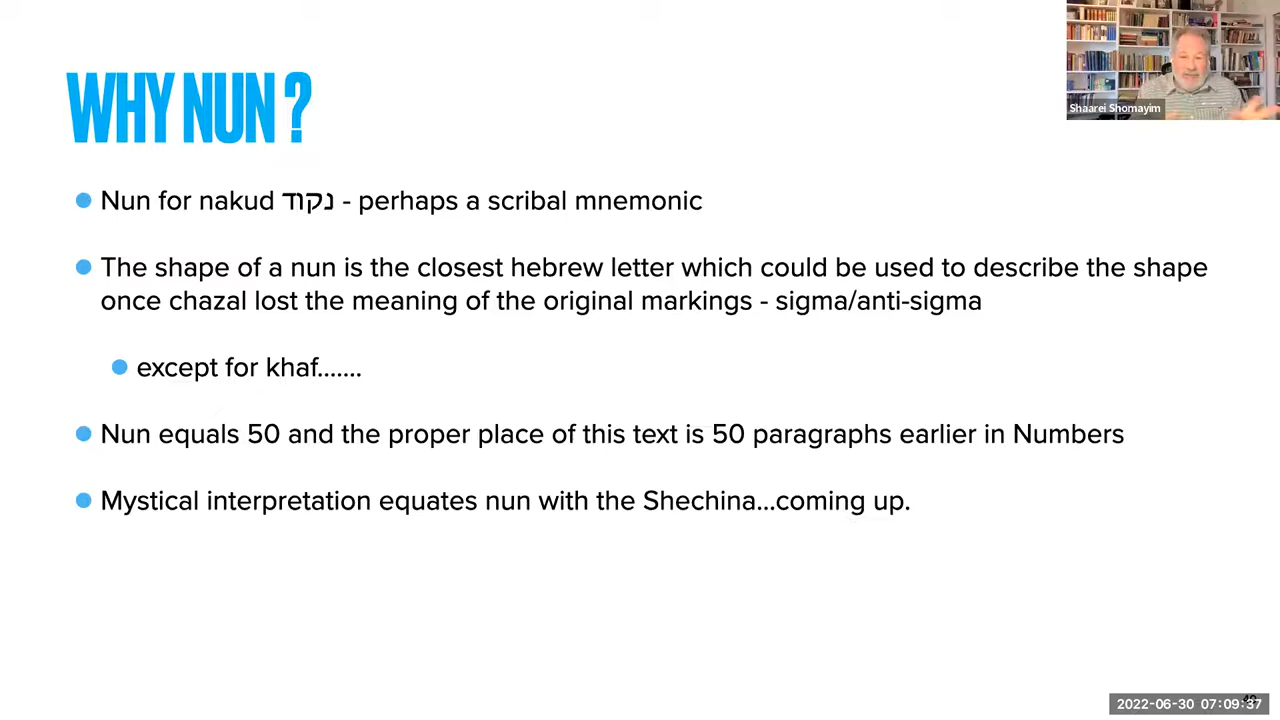 Shaarei Shomayim
WHY NUN ?
Nun for nakud נקוד - perhaps a scribal mnemonic
The shape of a nun is the closest hebrew letter which could be used to describe the shape
once chazal lost the meaning of the original markings - sigma/anti-sigma
except for khaf.......
Nun equals 50 and the proper place of this text is 50 paragraphs earlier in Numbers
Mystical interpretation equates nun with the Shechina...coming up.
2022-06-30 07:09:37